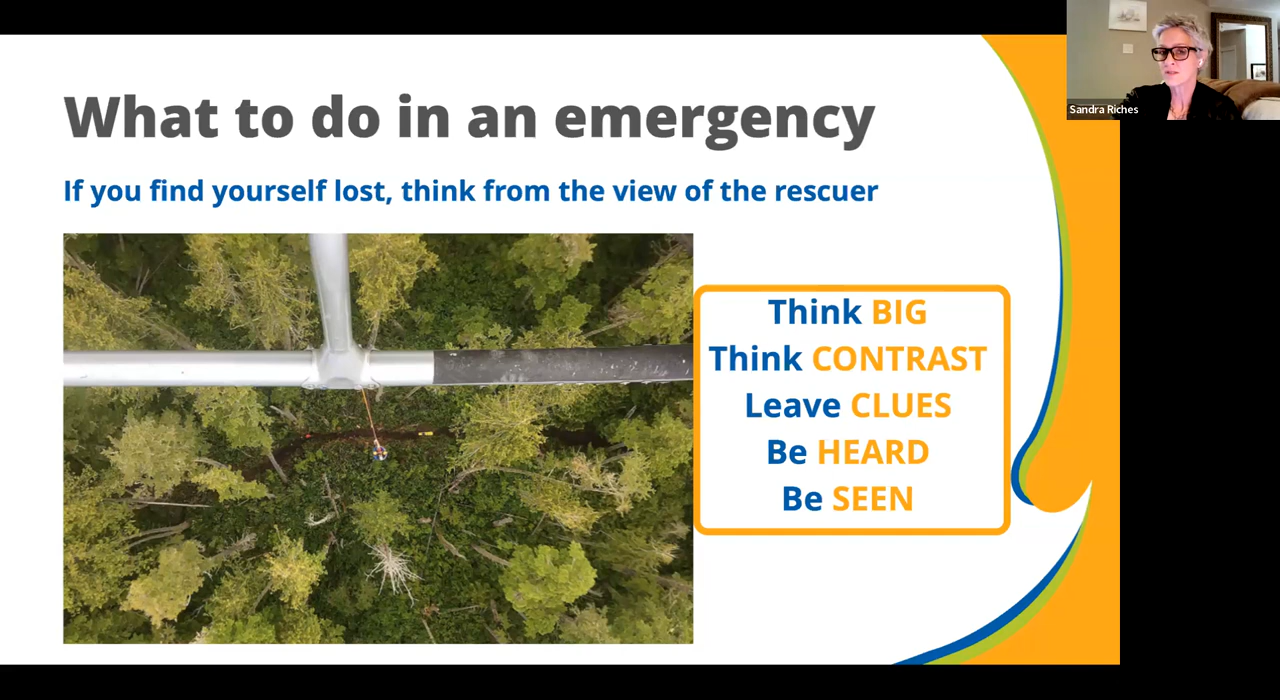 What to do in an emergency
If you find yourself lost, think from the view of the rescuer
Think BIG
Think CONTRAST
Leave CLUES
Be HEARD
Be SEEN
Sandra Riches